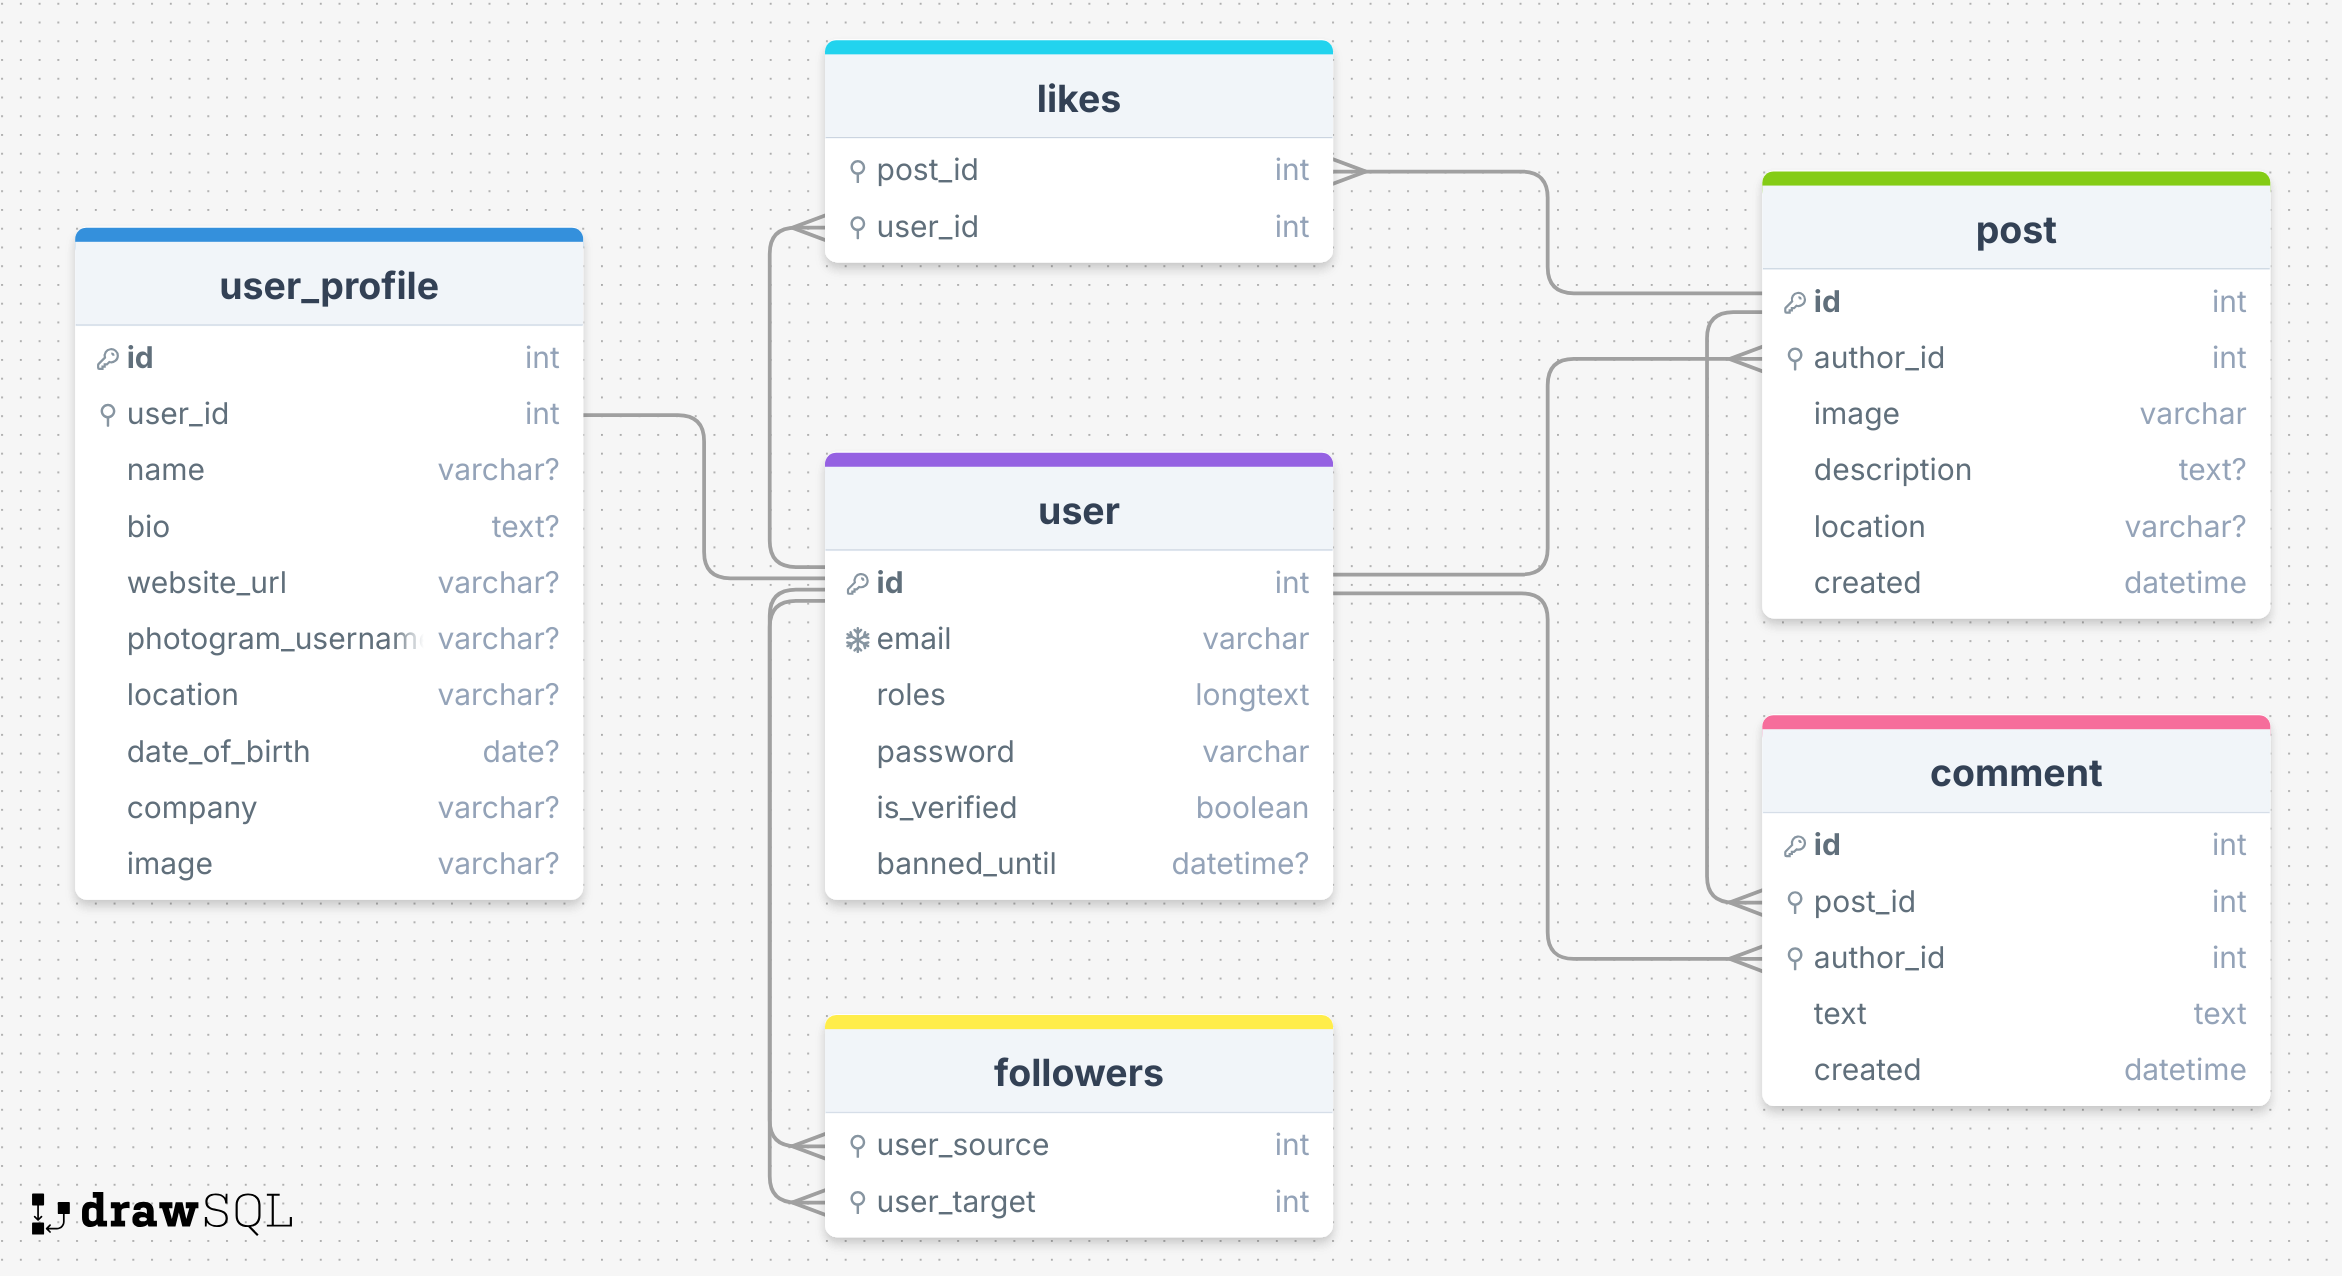 likes
post_id int
user_id int
user_profile
id int
user_id int
name varchar?
bio text?
website_url varchar?
photogram_usernam varchar?
location varchar?
date_of_birth date?
company varchar?
image varchar?
user
id int
email varchar
roles longtext
password varchar
is_verified boolean
banned_until datetime?
followers
user_source int
user_target int
post
id int
author_id int
image varchar
description text?
location varchar?
created datetime
comment
id int
post_id int
author_id int
text text
created datetime
drawSQL